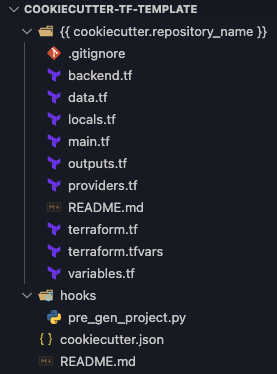 COOKIECUTTER-TF-TEMPLATE
{{ cookiecutter.repository_name }}
.gitignore
backend.tf
data.tf
locals.tf
main.tf
outputs.tf
providers.tf
README.md
terraform.tf
terraform.tfvars
variables.tf
hooks
pre_gen_project.py
{ } cookiecutter.json
README.md